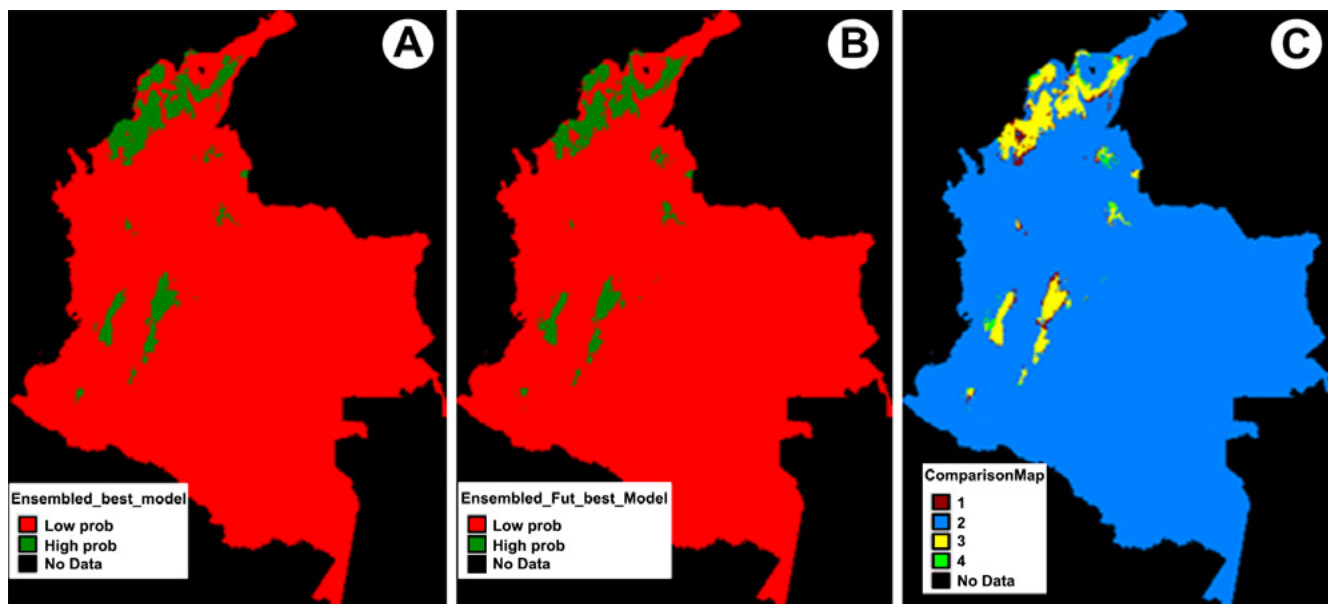 A
B
C
Ensembled_best_model
Low prob
High prob
No Data
Ensembled_Fut_best_Model
Low prob
High prob
No Data
ComparisonMap
1
2
3
4
No Data